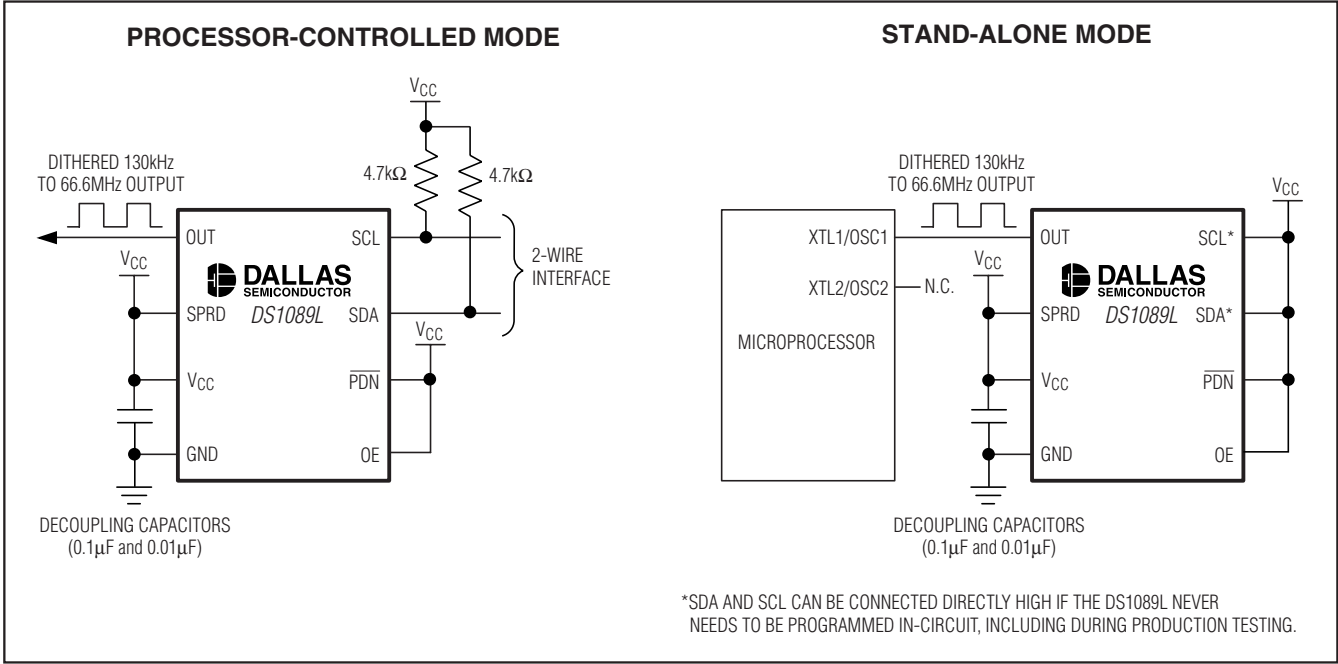 PROCESSOR-CONTROLLED MODE
VCC
DITHERED 130kHz
TO 66.6MHz OUTPUT
4.7kΩ
4.7kΩ
OUT
SCL
VCC
DALLAS
SEMICONDUCTOR
2-WIRE
INTERFACE
SPRD
DS1089L
SDA
VCC
VCC
PDN
GND
OE
DECOUPLING CAPACITORS
(0.1µF and 0.01µF)
STAND-ALONE MODE
DITHERED 130kHz
TO 66.6MHz OUTPUT
VCC
XTL1/OSC1
OUT
SCL*
VCC
DALLAS
SEMICONDUCTOR
XTL2/OSC2
N.C.
SPRD
DS1089L
SDA*
MICROPROCESSOR
VCC
PDN
GND
OE
DECOUPLING CAPACITORS
(0.1µF and 0.01µF)
*SDA AND SCL CAN BE CONNECTED DIRECTLY HIGH IF THE DS1089L NEVER
NEEDS TO BE PROGRAMMED IN-CIRCUIT, INCLUDING DURING PRODUCTION TESTING.